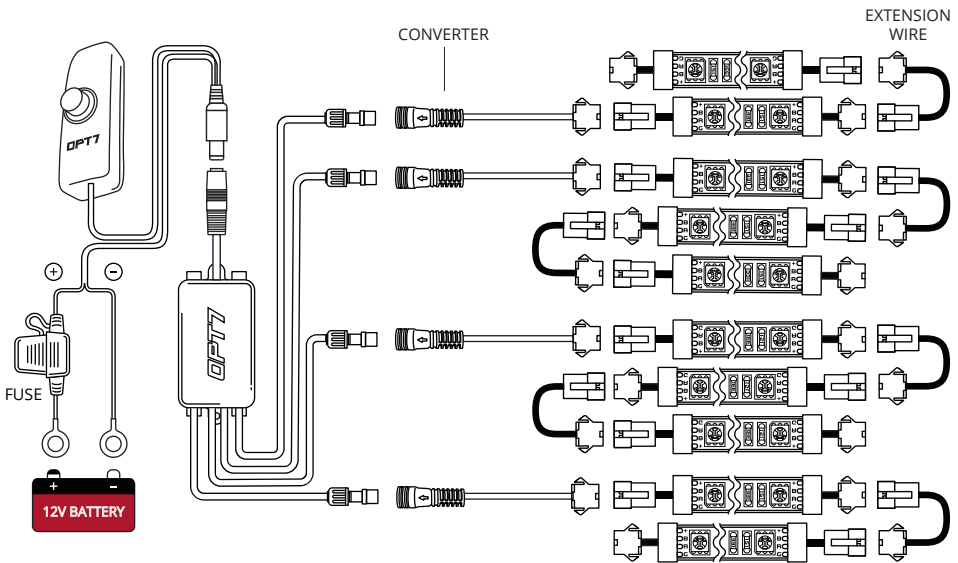 EXTENSION
WIRE
CONVERTER
OPT7
+
−
OPT7
FUSE
+
−
12V BATTERY